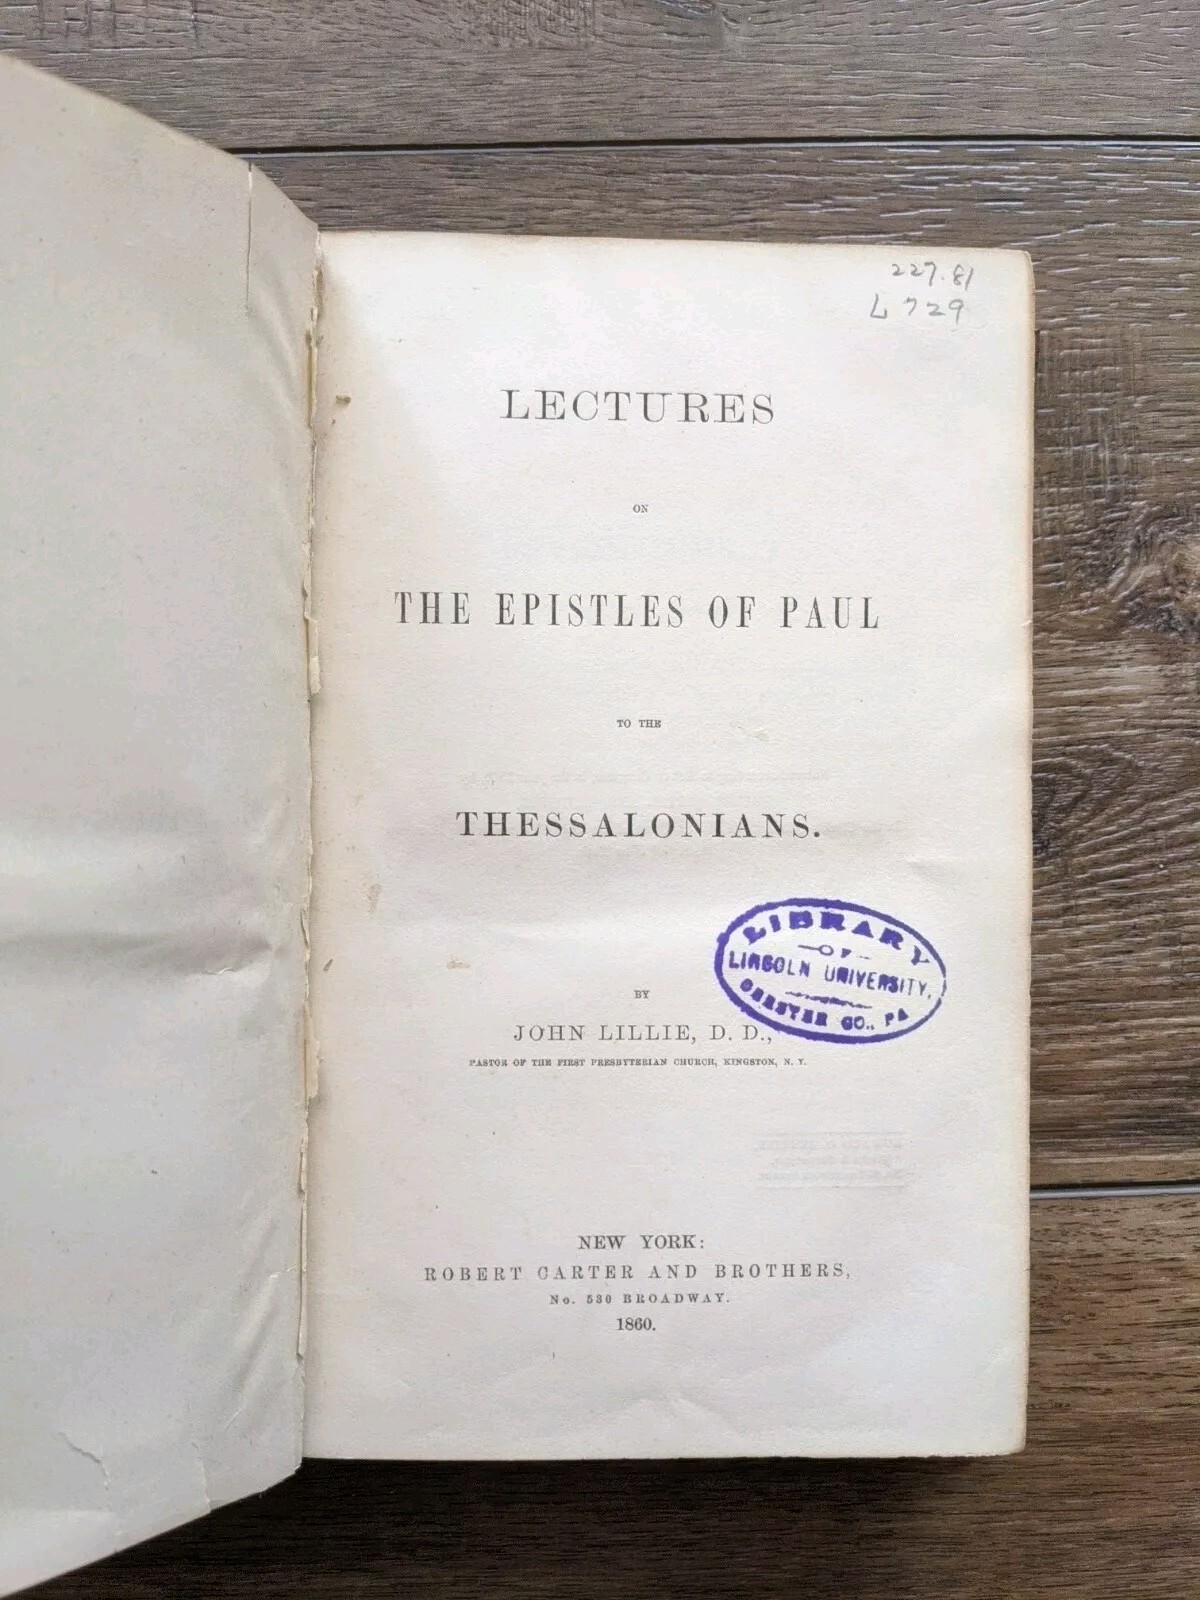 227.81
L729
LECTURES
ON
THE EPISTLES OF PAUL
TO THE
THESSALONIANS.
LIBRARY
OF
LINCOLN UNIVERSITY,
CHESTER CO., PA
BY
JOHN LILLIE, D. D.,
PASTOR OF THE FIRST PRESBYTERIAN CHURCH, KINGSTON, N. Y.
NEW YORK:
ROBERT CARTER AND BROTHERS,
No. 530 BROADWAY.
1860.